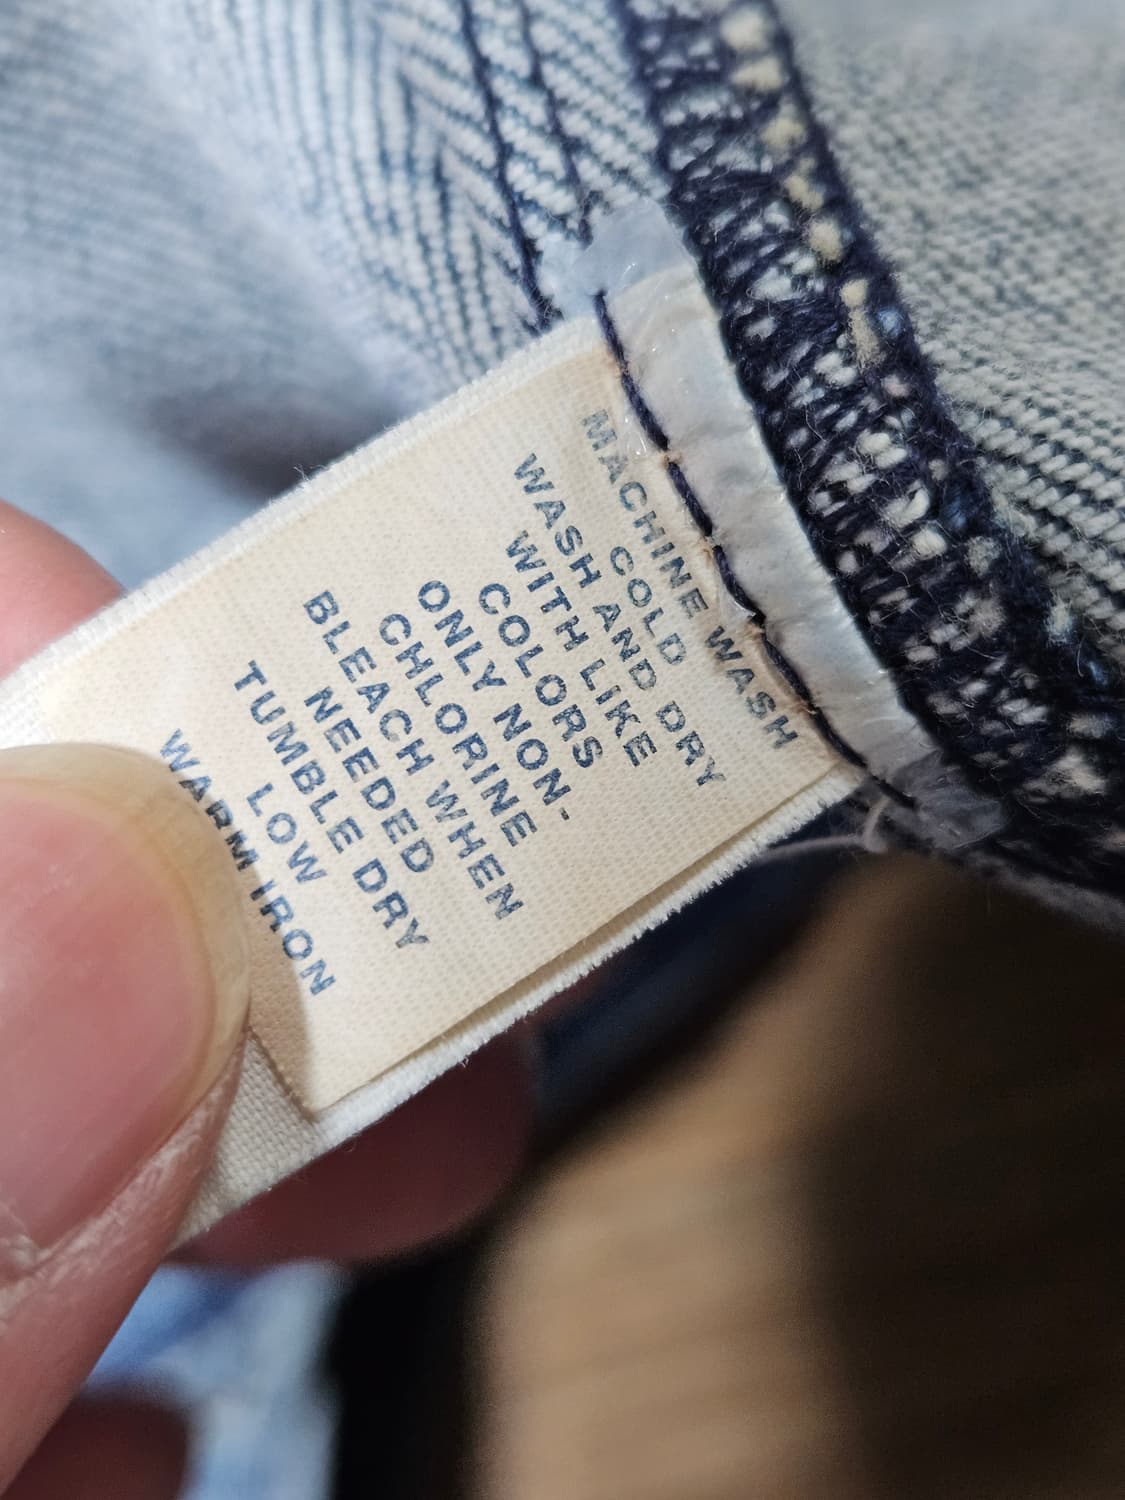 MACHINE WASH
COLD
WASH AND DRY
WITH LIKE
COLORS
ONLY NON-
CHLORINE
BLEACH WHEN
NEEDED
TUMBLE DRY
LOW
WARM IRON